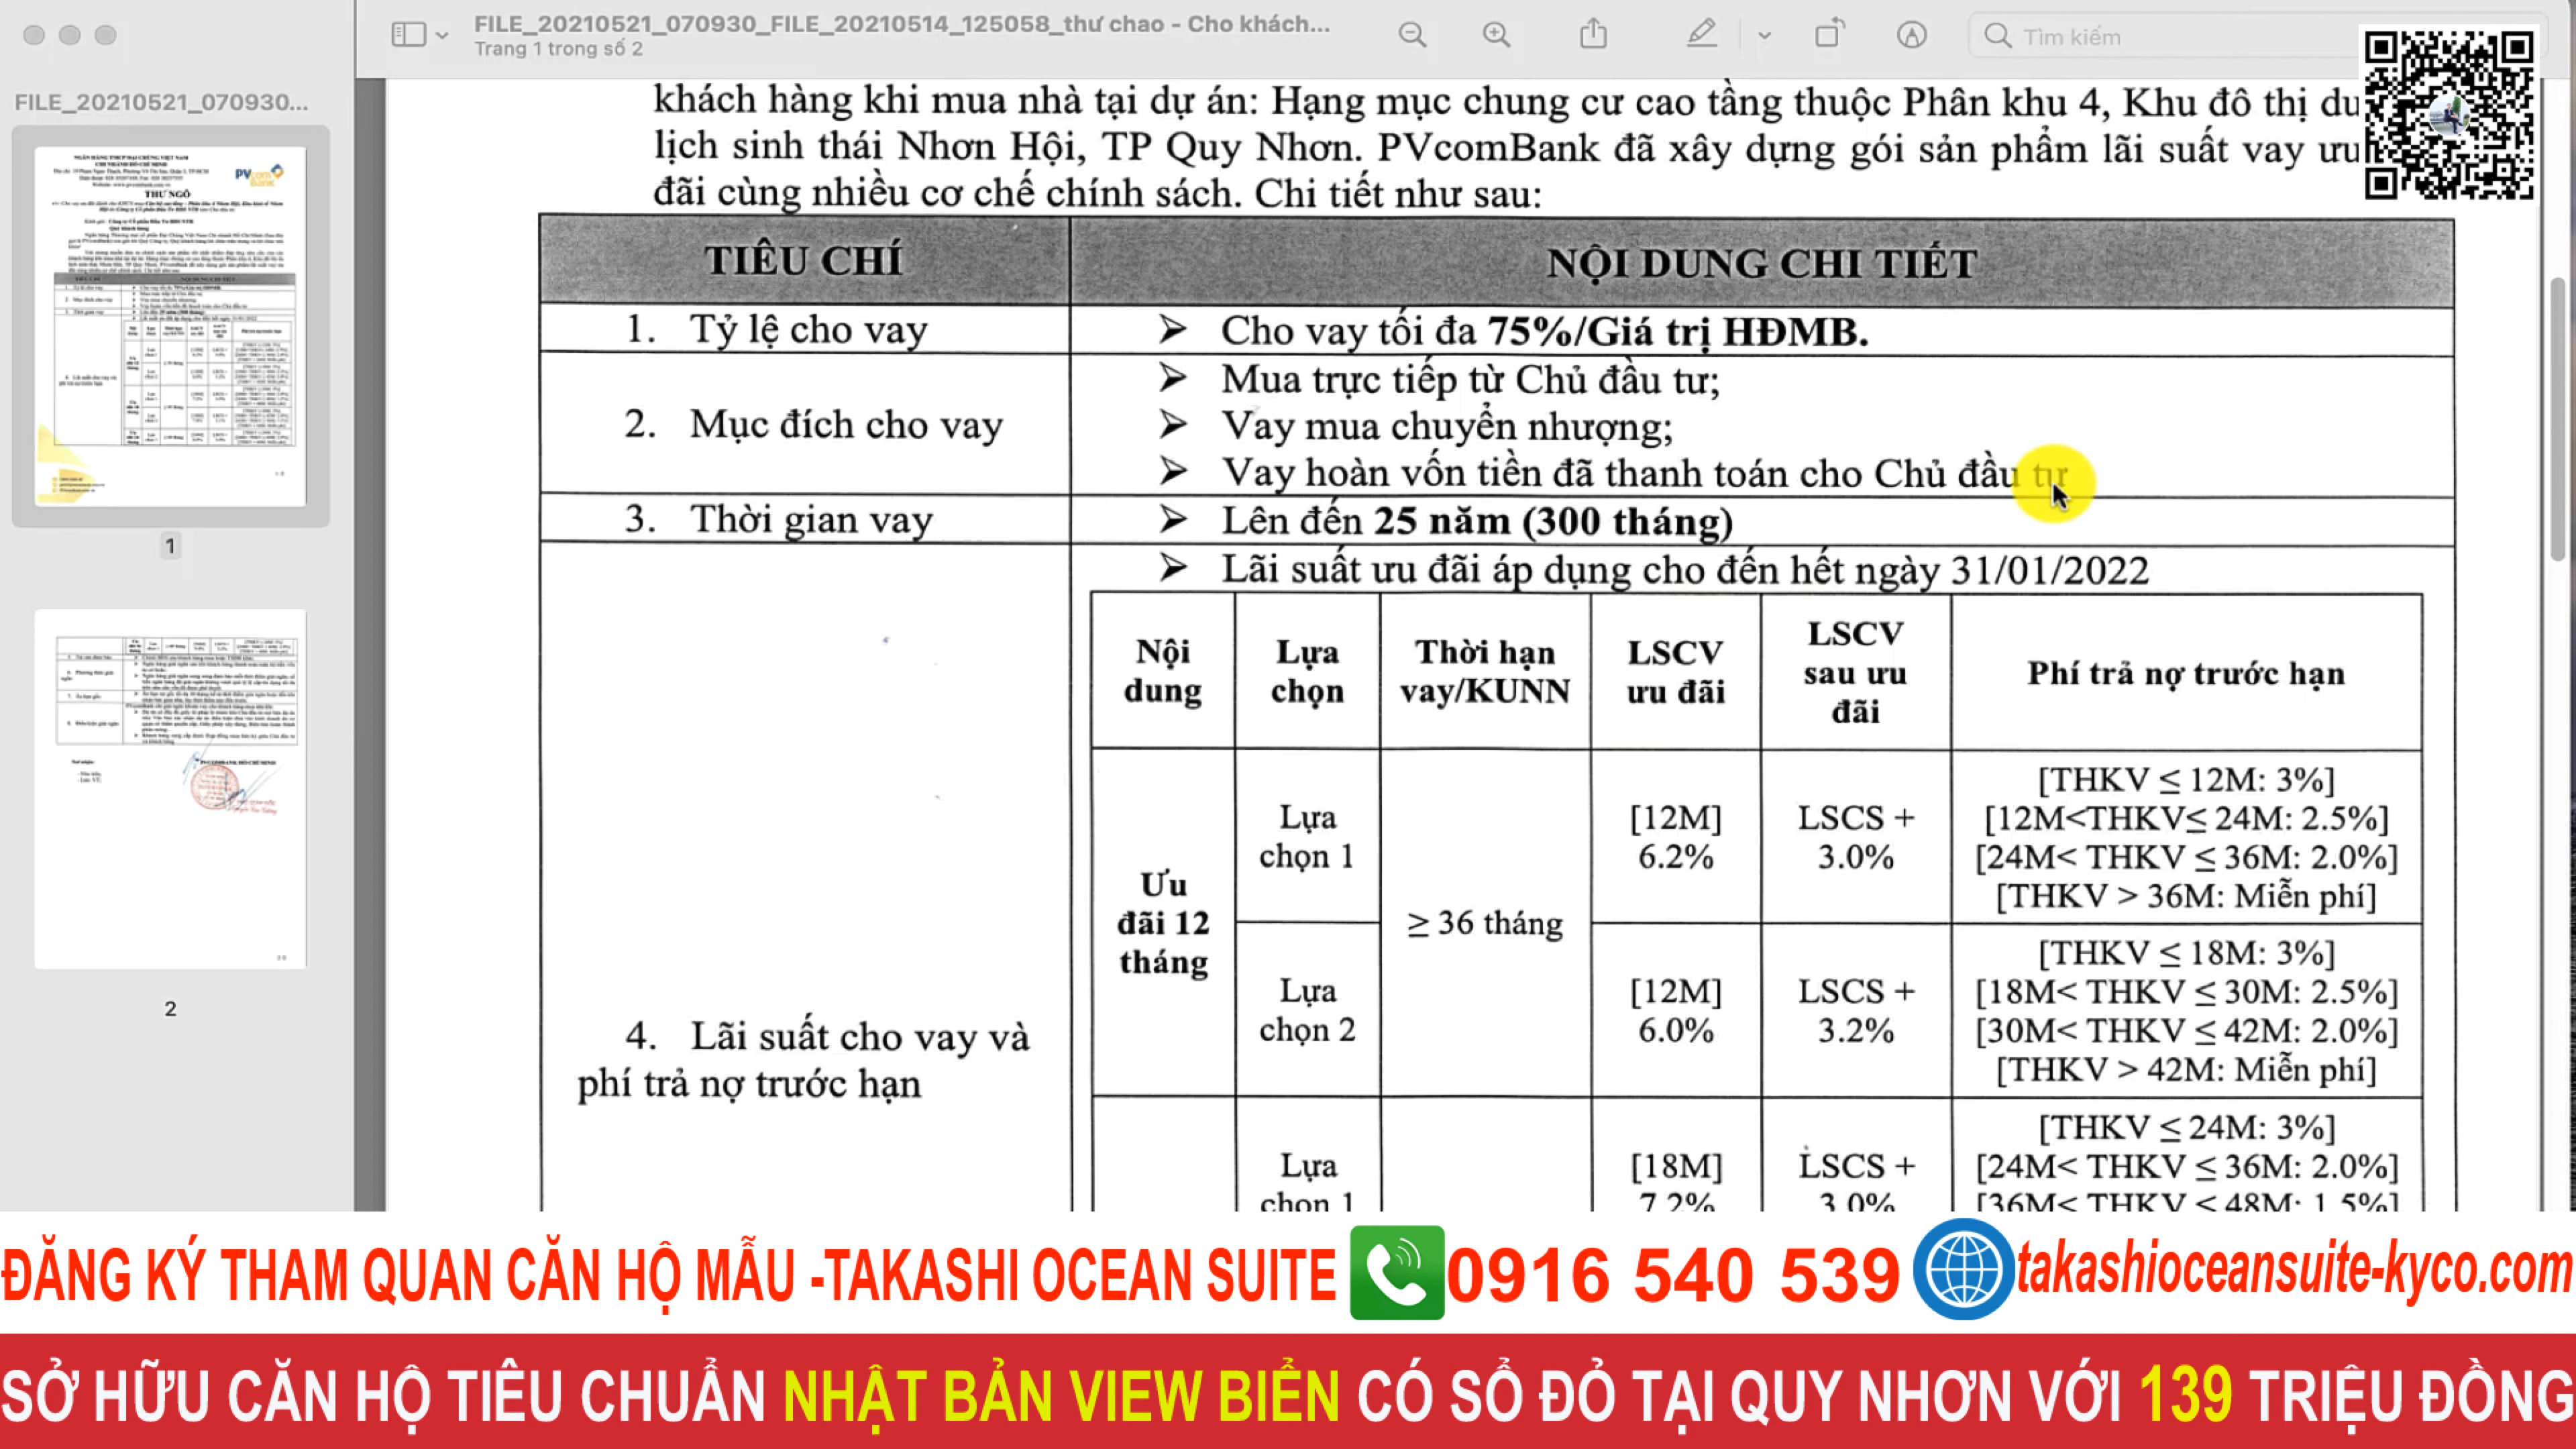 FILE_20210521_070930_FILE_20210514_125058_thư chao - Cho khách...
Trang 1 trong số 2
Tìm kiếm
FILE_20210521_070930...
THƯ NGỎ
1
2
khách hàng khi mua nhà tại dự án: Hạng mục chung cư cao tầng thuộc Phân khu 4, Khu đô thị du
lịch sinh thái Nhơn Hội, TP Quy Nhơn. PVcomBank đã xây dựng gói sản phẩm lãi suất vay ưu
đãi cùng nhiều cơ chế chính sách. Chi tiết như sau:
TIÊU CHÍ
NỘI DUNG CHI TIẾT
1. Tỷ lệ cho vay
➢ Cho vay tối đa 75%/Giá trị HĐMB.
2. Mục đích cho vay
➢ Mua trực tiếp từ Chủ đầu tư;
➢ Vay mua chuyển nhượng;
➢ Vay hoàn vốn tiền đã thanh toán cho Chủ đầu tư
3. Thời gian vay
➢ Lên đến 25 năm (300 tháng)
4. Lãi suất cho vay và
phí trả nợ trước hạn
➢ Lãi suất ưu đãi áp dụng cho đến hết ngày 31/01/2022
Nội
dung
Lựa
chọn
Thời hạn
vay/KUNN
LSCV
ưu đãi
LSCV
sau ưu
đãi
Phí trả nợ trước hạn
Ưu
đãi 12
tháng
Lựa
chọn 1
≥ 36 tháng
[12M]
6.2%
LSCS +
3.0%
[THKV ≤ 12M: 3%]
[12M<THKV≤ 24M: 2.5%]
[24M< THKV ≤ 36M: 2.0%]
[THKV > 36M: Miễn phí]
Lựa
chọn 2
[12M]
6.0%
LSCS +
3.2%
[THKV ≤ 18M: 3%]
[18M< THKV ≤ 30M: 2.5%]
[30M< THKV ≤ 42M: 2.0%]
[THKV > 42M: Miễn phí]
Lựa
chọn 1
[18M]
7.2%
LSCS +
3.0%
[THKV ≤ 24M: 3%]
[24M< THKV ≤ 36M: 2.0%]
[36M< THKV ≤ 48M: 1.5%]
ĐĂNG KÝ THAM QUAN CĂN HỘ MẪU -TAKASHI OCEAN SUITE 0916 540 539 takashioceansuite-kyco.com
SỞ HỮU CĂN HỘ TIÊU CHUẨN NHẬT BẢN VIEW BIỂN CÓ SỔ ĐỎ TẠI QUY NHƠN VỚI 139 TRIỆU ĐỒNG